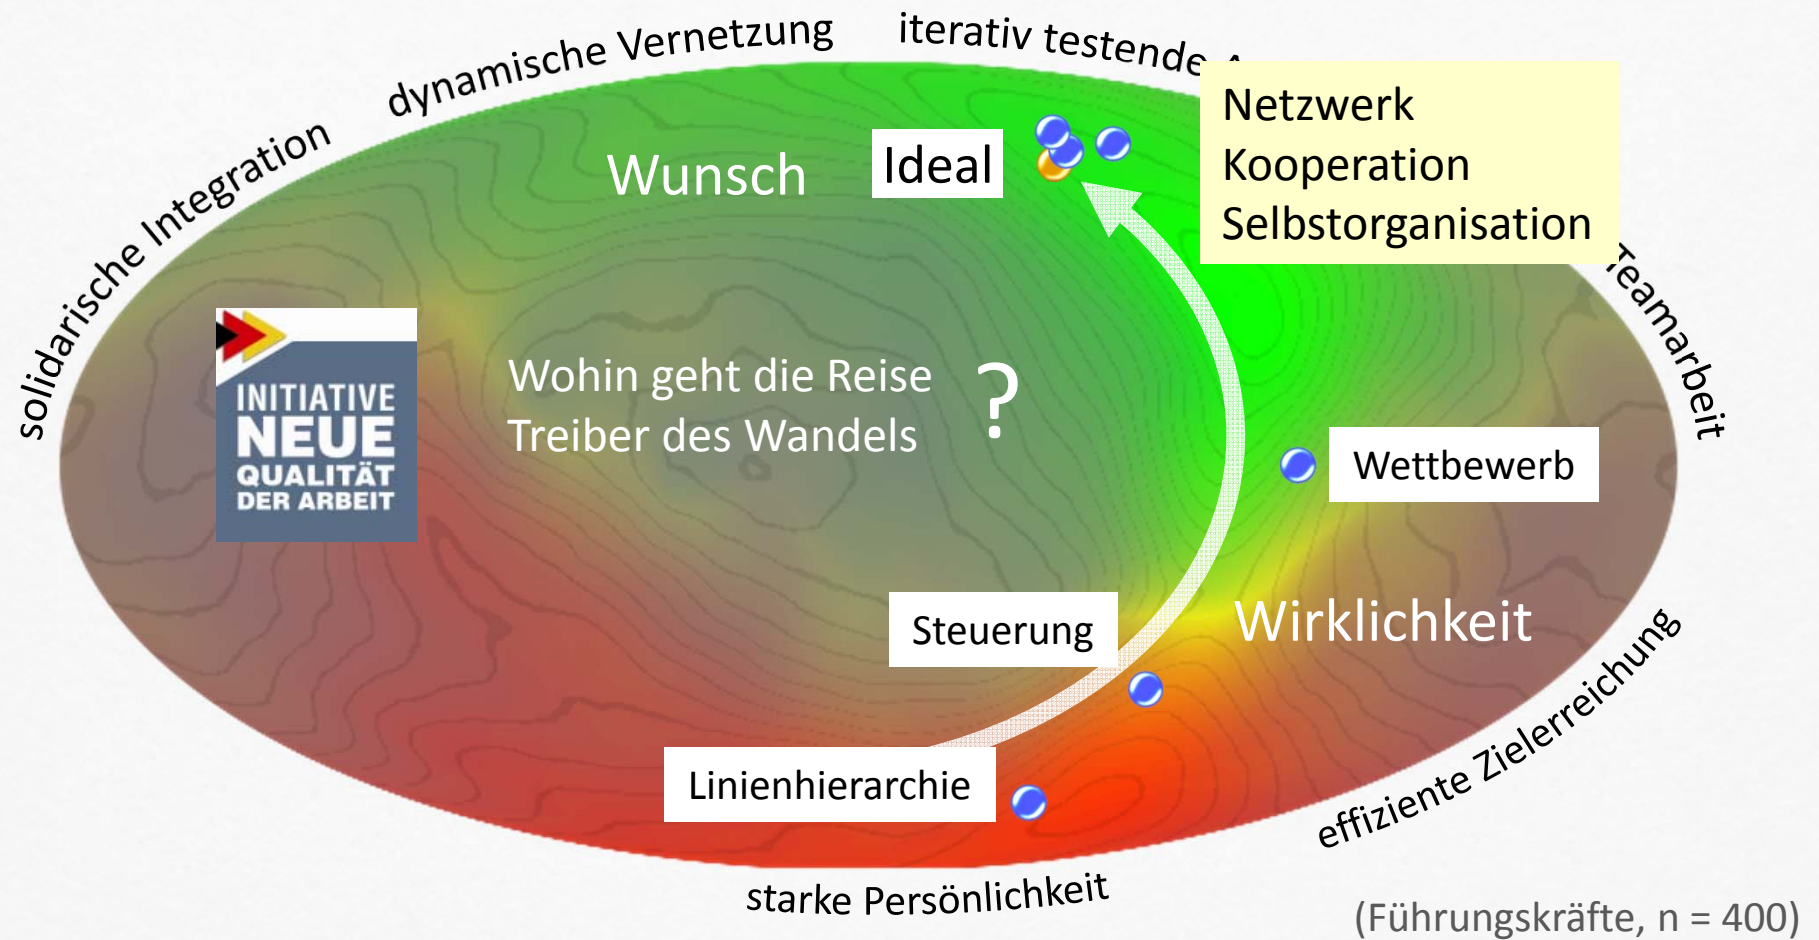 dynamische Vernetzung
iterativ testende
solidarische Integration
Netzwerk
Kooperation
Selbstorganisation
Wunsch
Ideal
Teamarbeit
INITIATIVE
NEUE
QUALITÄT
DER ARBEIT
Wohin geht die Reise
Treiber des Wandels
?
Wettbewerb
Steuerung
Wirklichkeit
Linienhierarchie
effiziente Zielerreichung
starke Persönlichkeit
(Führungskräfte, n = 400)